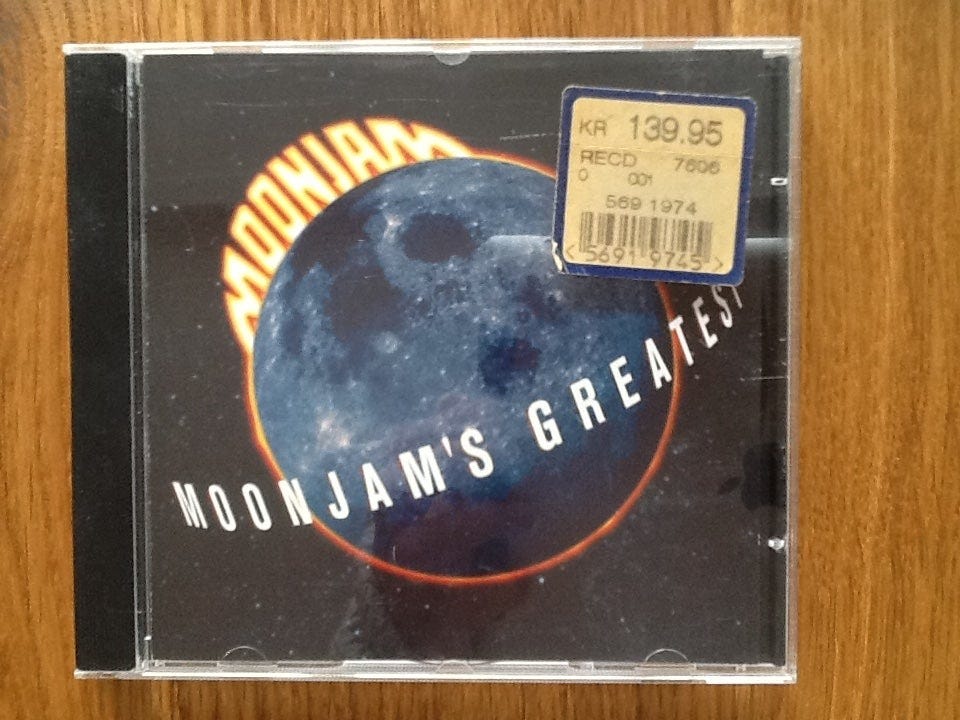 MOONJAM
KR 139.95
RECD 7606
0 001
569 1974
< 5691 9745 >
MOONJAM'S GREATEST